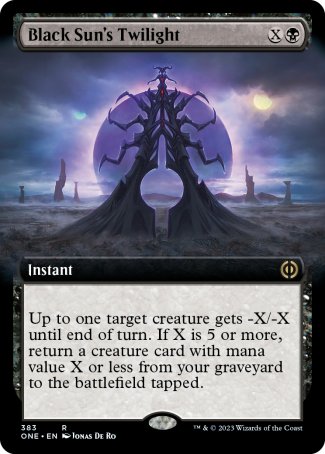 Black Sun's Twilight X
Instant
Up to one target creature gets -X/-X
until end of turn. If X is 5 or more,
return a creature card with mana
value X or less from your graveyard
to the battlefield tapped.
383 R
ONE • EN Jonas De Ro
™ & © 2023 Wizards of the Coast